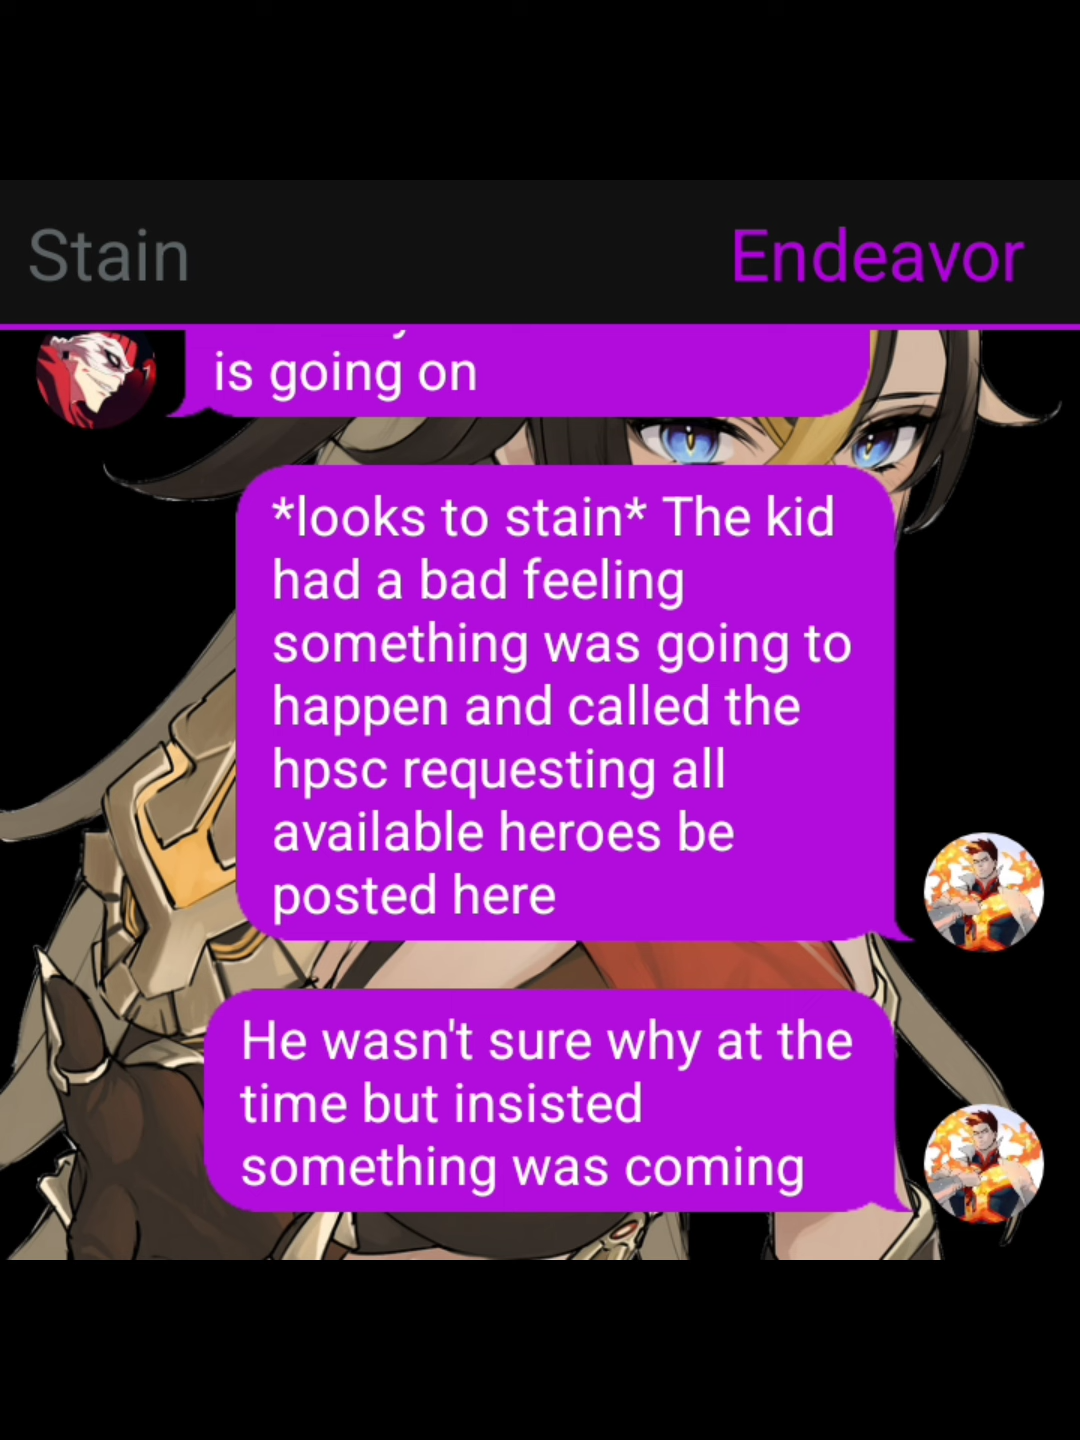 Stain
Endeavor
is going on
*looks to stain* The kid
had a bad feeling
something was going to
happen and called the
hpsc requesting all
available heroes be
posted here
He wasn't sure why at the
time but insisted
something was coming